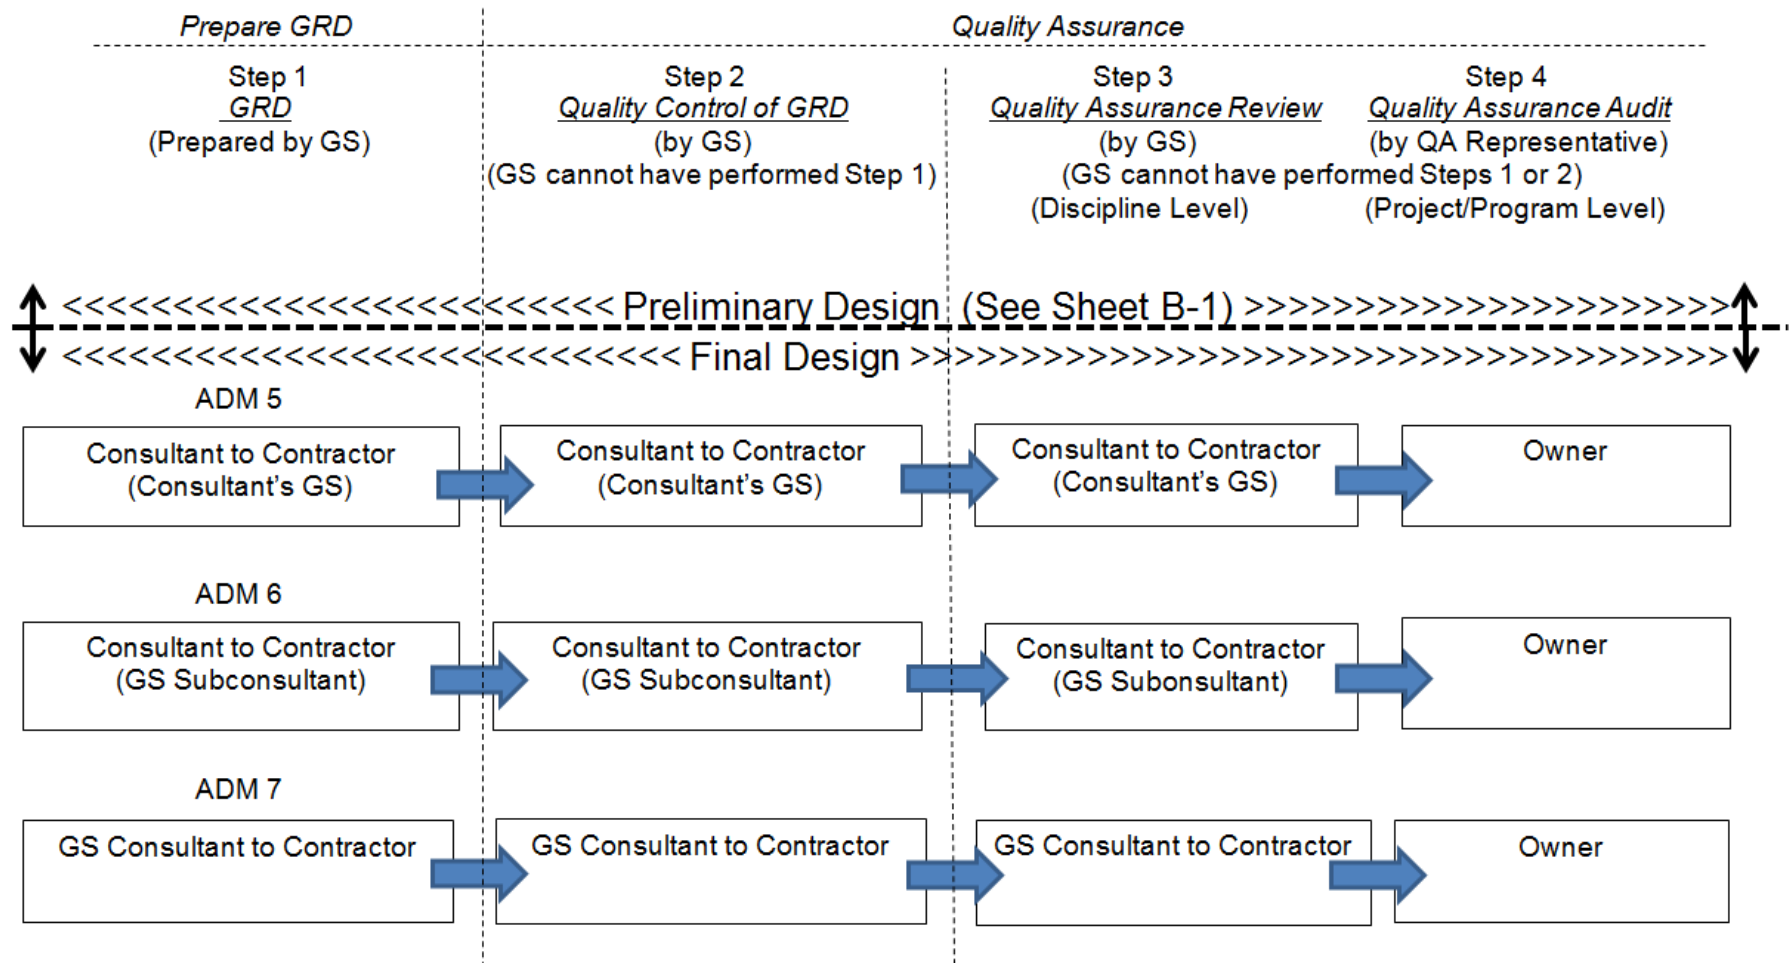 Prepare GRD
Quality Assurance
Step 1
GRD
(Prepared by GS)
Step 2
Quality Control of GRD
(by GS)
(GS cannot have performed Step 1)
Step 3
Quality Assurance Review
(by GS)
Step 4
Quality Assurance Audit
(by QA Representative)
(GS cannot have performed Steps 1 or 2)
(Discipline Level)
(Project/Program Level)
<<<<<<<<<<<<<<<<<<<<<<<<< Preliminary Design (See Sheet B-1) >>>>>>>>>>>>>>>>>>>>>>
<<<<<<<<<<<<<<<<<<<<<<<<<<<< Final Design >>>>>>>>>>>>>>>>>>>>>>>>>>>>>>>>>>>>>
ADM 5
Consultant to Contractor
(Consultant's GS)
Consultant to Contractor
(Consultant's GS)
Consultant to Contractor
(Consultant's GS)
Owner
ADM 6
Consultant to Contractor
(GS Subconsultant)
Consultant to Contractor
(GS Subconsultant)
Consultant to Contractor
(GS Subonsultant)
Owner
ADM 7
GS Consultant to Contractor
GS Consultant to Contractor
GS Consultant to Contractor
Owner